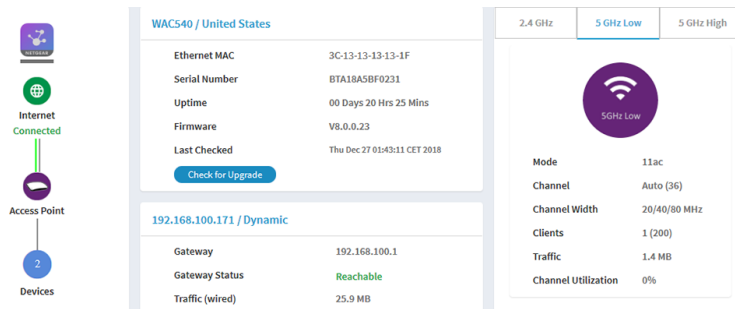 NETGEAR
Internet
Connected
Access Point
2
Devices
WAC540 / United States
Ethernet MAC 3C-13-13-13-13-1F
Serial Number BTA18A5BF0231
Uptime 00 Days 20 Hrs 25 Mins
Firmware V8.0.0.23
Last Checked Thu Dec 27 01:43:11 CET 2018
Check for Upgrade
192.168.100.171 / Dynamic
Gateway 192.168.100.1
Gateway Status Reachable
Traffic (wired) 25.9 MB
2.4 GHz 5 GHz Low 5 GHz High
5GHz Low
Mode 11ac
Channel Auto (36)
Channel Width 20/40/80 MHz
Clients 1 (200)
Traffic 1.4 MB
Channel Utilization 0%